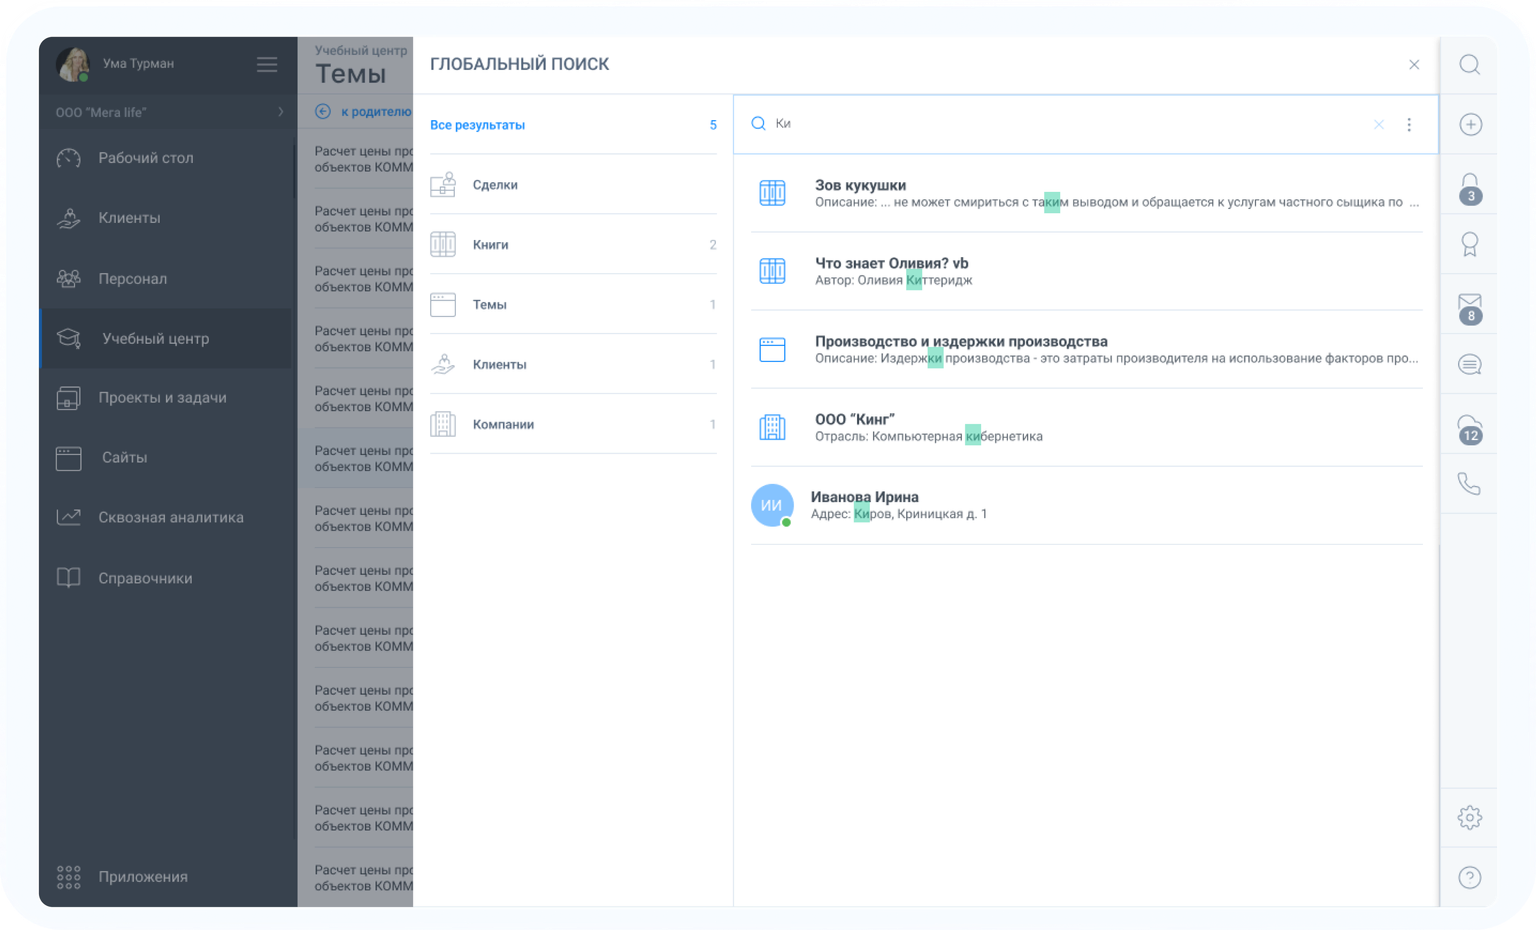 Ума Турман
ООО “Мега life”
Рабочий стол
Клиенты
Персонал
Учебный центр
Проекты и задачи
Сайты
Сквозная аналитика
Справочники
Приложения
Учебный центр
Темы
к родителю
Расчет цены про
объектов КОММ
Расчет цены про
объектов КОММ
Расчет цены про
объектов КОММ
Расчет цены про
объектов КОММ
Расчет цены про
объектов КОММ
Расчет цены про
объектов КОММ
Расчет цены про
объектов КОММ
Расчет цены про
объектов КОММ
Расчет цены про
объектов КОММ
Расчет цены про
объектов КОММ
Расчет цены про
объектов КОММ
Расчет цены про
объектов КОММ
Расчет цены про
объектов КОММ
ГЛОБАЛЬНЫЙ ПОИСК
Все результаты 5
Сделки
Книги 2
Темы 1
Клиенты 1
Компании 1
Ки
Зов кукушки
Описание: ... не может смириться с таким выводом и обращается к услугам частного сыщика по ...
Что знает Оливия? vb
Автор: Оливия Киттеридж
Производство и издержки производства
Описание: Издержки производства - это затраты производителя на использование факторов про...
ООО “Кинг”
Отрасль: Компьютерная кибернетика
ИИ
Иванова Ирина
Адрес: Киров, Криницкая д. 1
3
8
12